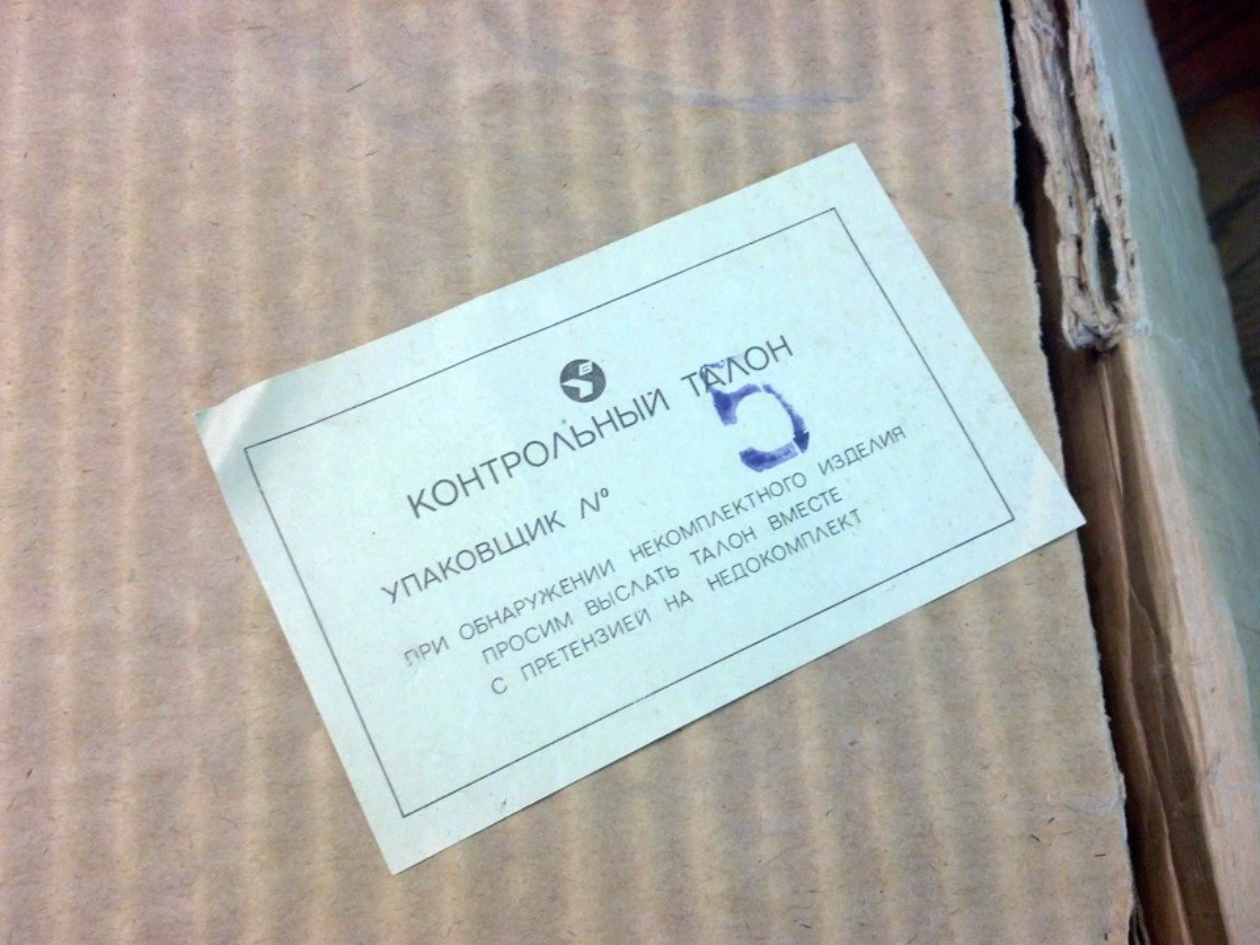 КОНТРОЛЬНЫЙ ТАЛОН
УПАКОВЩИК № 5
ПРИ ОБНАРУЖЕНИИ НЕКОМПЛЕКТНОГО ИЗДЕЛИЯ
ПРОСИМ ВЫСЛАТЬ ТАЛОН ВМЕСТЕ
С ПРЕТЕНЗИЕЙ НА НЕДОКОМПЛЕКТ